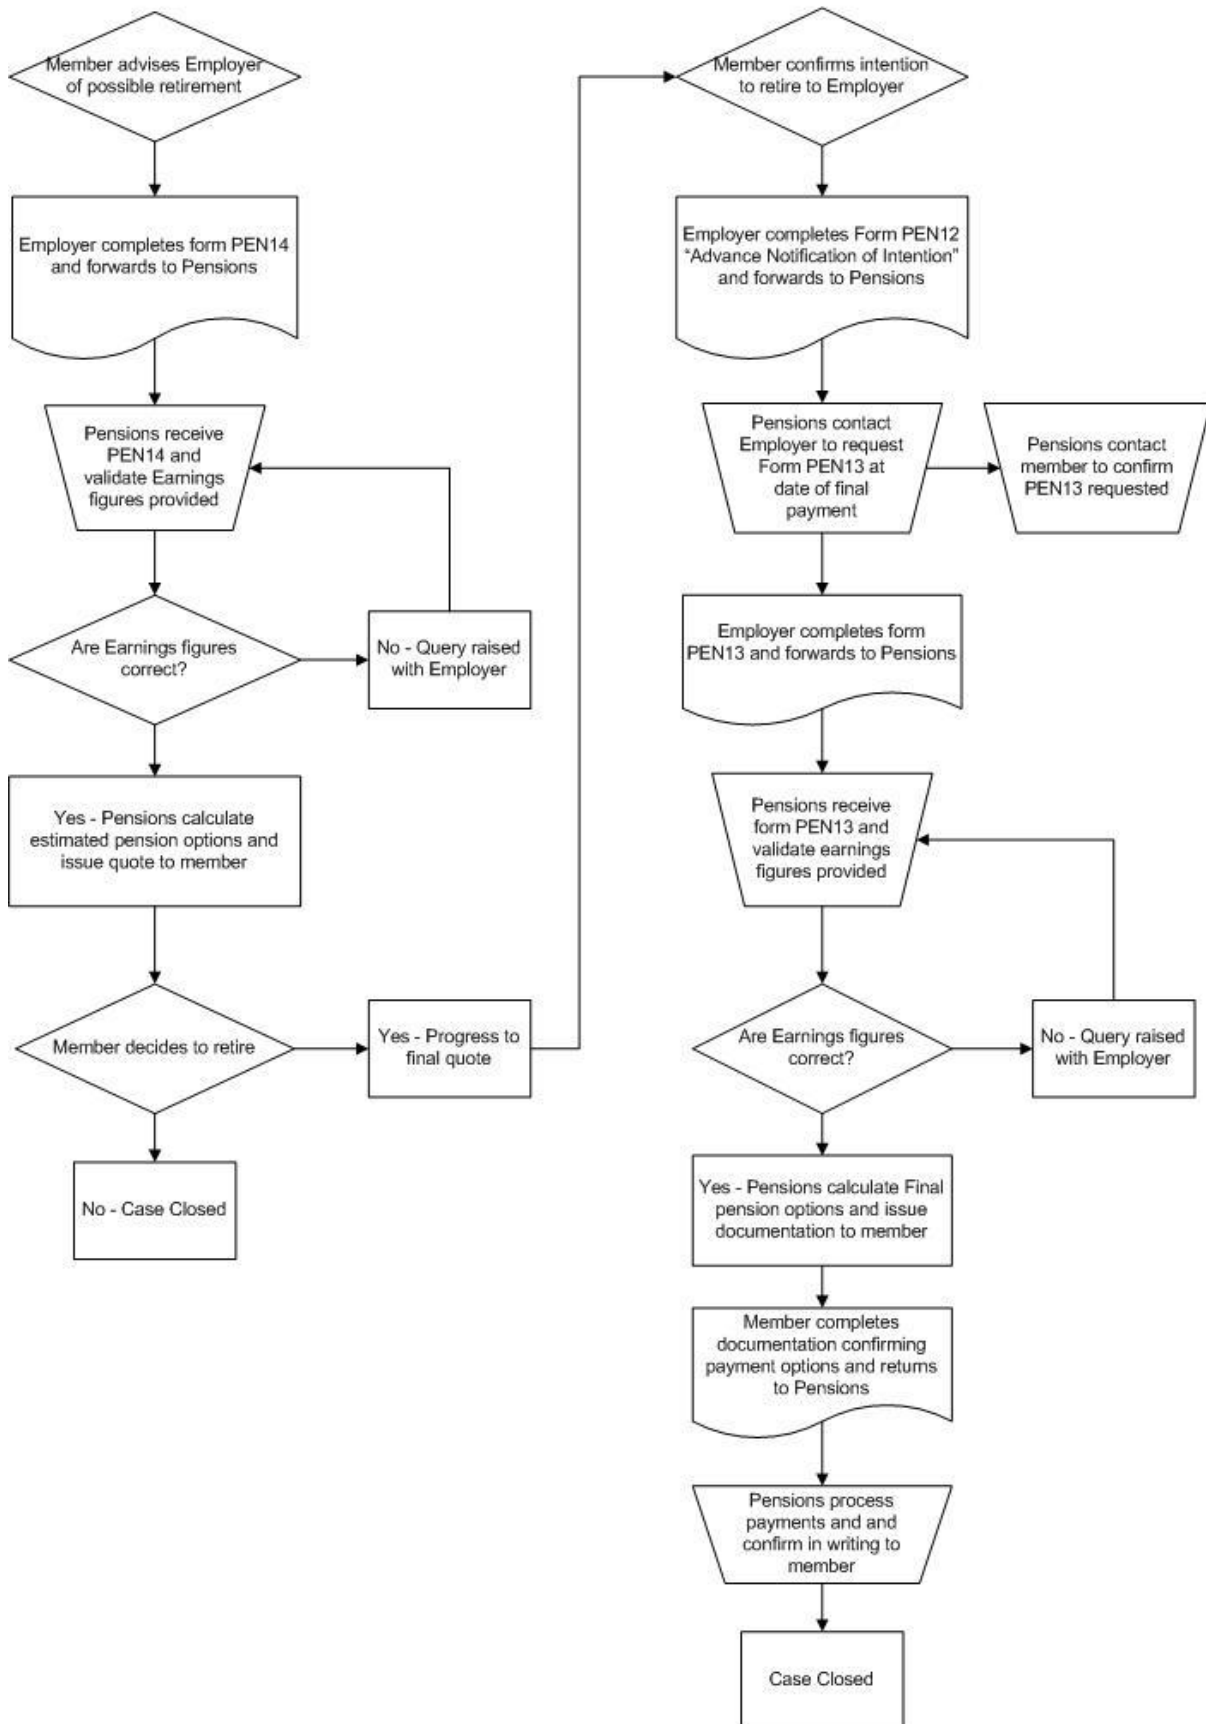 Member advises Employer
of possible retirement
Employer completes form PEN14
and forwards to Pensions
Pensions receive
PEN14 and
validate Earnings
figures provided
Are Earnings figures
correct?
No - Query raised
with Employer
Yes - Pensions calculate
estimated pension options and
issue quote to member
Member decides to retire
Yes - Progress to
final quote
No - Case Closed
Member confirms intention
to retire to Employer
Employer completes Form PEN12
“Advance Notification of Intention”
and forwards to Pensions
Pensions contact
Employer to request
Form PEN13 at
date of final
payment
Pensions contact
member to confirm
PEN13 requested
Employer completes form
PEN13 and forwards to Pensions
Pensions receive
form PEN13 and
validate earnings
figures provided
Are Earnings figures
correct?
No - Query raised
with Employer
Yes - Pensions calculate Final
pension options and issue
documentation to member
Member completes
documentation confirming
payment options and returns
to Pensions
Pensions process
payments and and
confirm in writing to
member
Case Closed